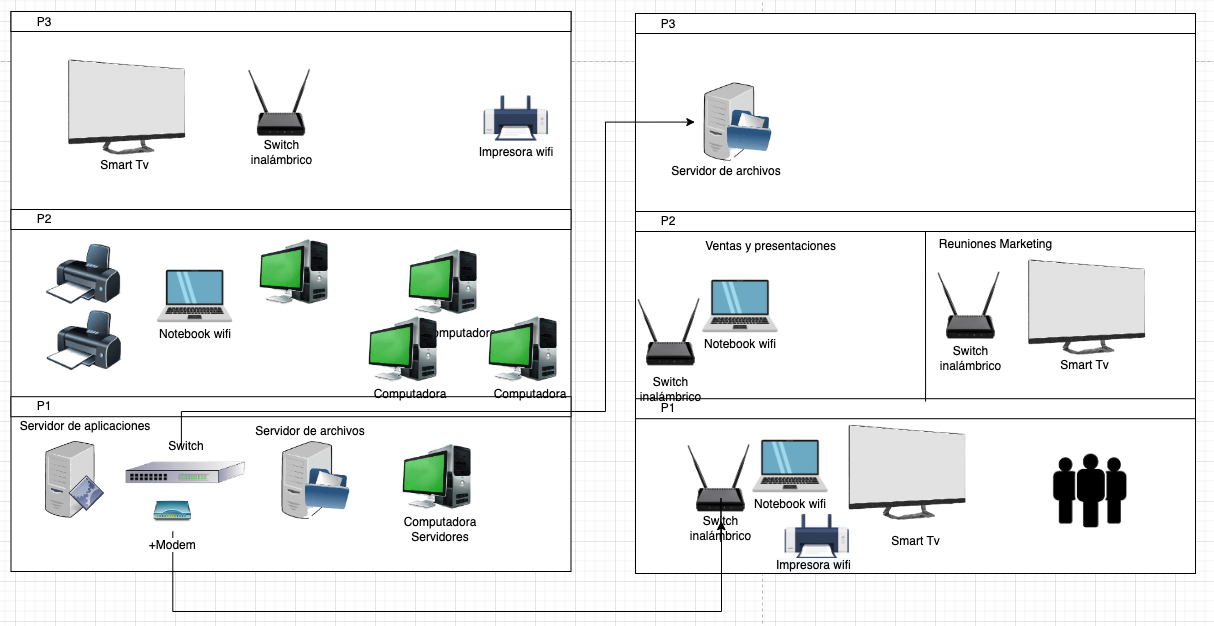 P3
Smart Tv
Switch
inalámbrico
Impresora wifi
P2
Notebook wifi
omputadora
Computadora
Computadora
P1
Servidor de aplicaciones
Switch
Servidor de archivos
+Modem
Computadora
Servidores
P3
Servidor de archivos
P2
Ventas y presentaciones
Reuniones Marketing
Notebook wifi
Switch
inalámbrico
Switch
inalámbrico
Smart Tv
P1
Switch
inalámbrico
Notebook wifi
Impresora wifi
Smart Tv